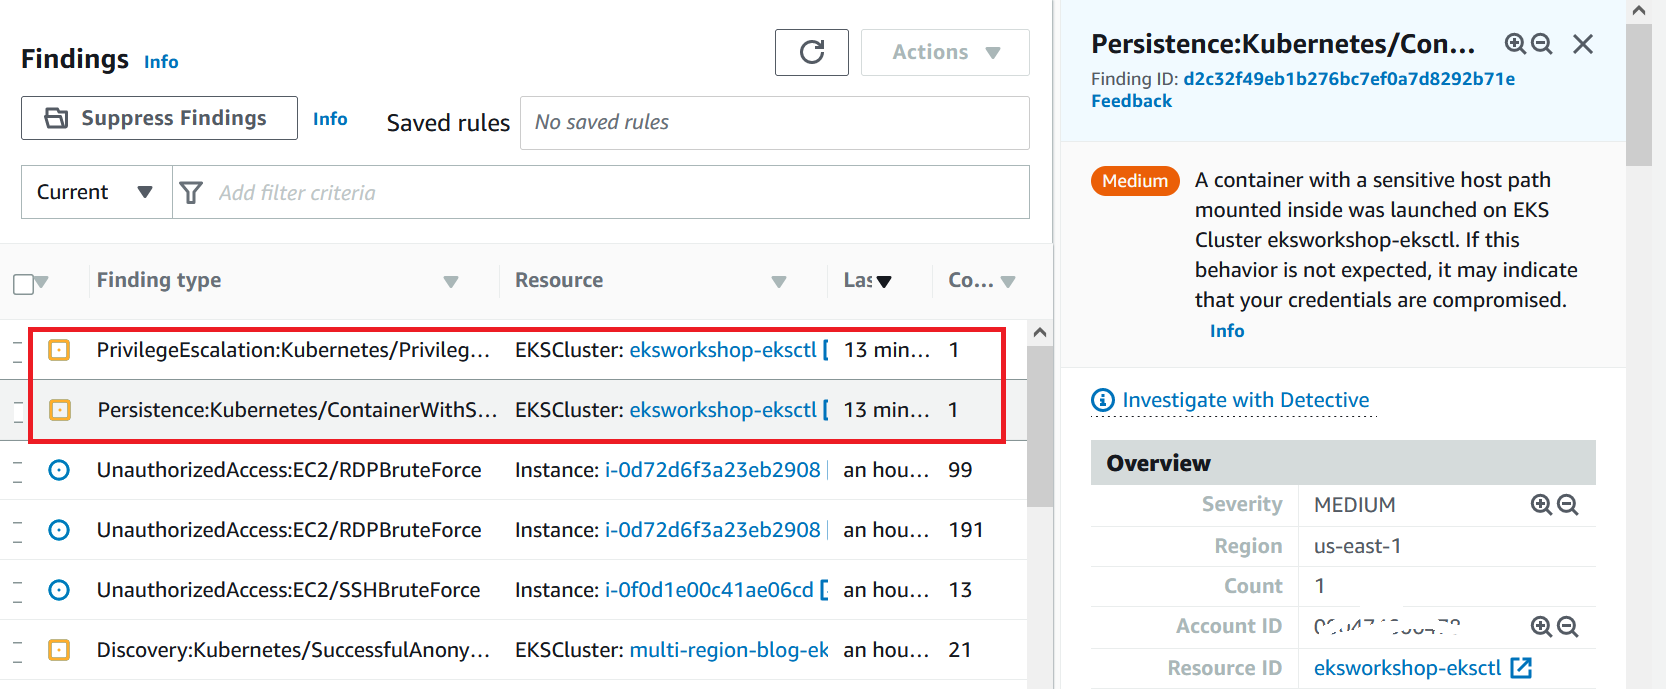 Findings Info
Actions
Suppress Findings Info Saved rules No saved rules
Current Add filter criteria
Finding type Resource Las Co...
PrivilegeEscalation:Kubernetes/Privileg... EKSCluster: eksworkshop-eksctl 13 min... 1
Persistence:Kubernetes/ContainerWithS... EKSCluster: eksworkshop-eksctl 13 min... 1
UnauthorizedAccess:EC2/RDPBruteForce Instance: i-0d72d6f3a23eb2908 an hou... 99
UnauthorizedAccess:EC2/RDPBruteForce Instance: i-0d72d6f3a23eb2908 an hou... 191
UnauthorizedAccess:EC2/SSHBruteForce Instance: i-0f0d1e00c41ae06cd an hou... 13
Discovery:Kubernetes/SuccessfulAnony... EKSCluster: multi-region-blog-ek an hou... 21
Persistence:Kubernetes/Con...
Finding ID: d2c32f49eb1b276bc7ef0a7d8292b71e
Feedback
Medium A container with a sensitive host path
mounted inside was launched on EKS
Cluster eksworkshop-eksctl. If this
behavior is not expected, it may indicate
that your credentials are compromised.
Info
Investigate with Detective
Overview
Severity MEDIUM
Region us-east-1
Count 1
Account ID
Resource ID eksworkshop-eksctl